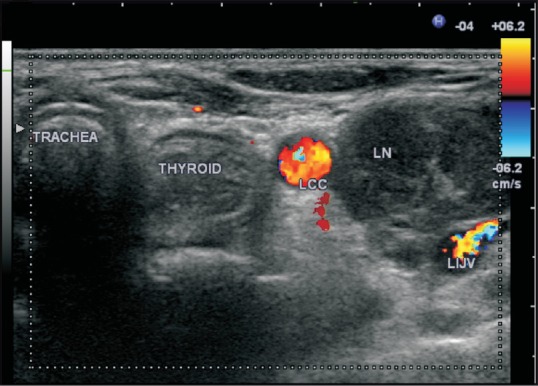 H -04 +06.2
TRACHEA
THYROID
LN
LCC
-06.2
cm/s
LIJV